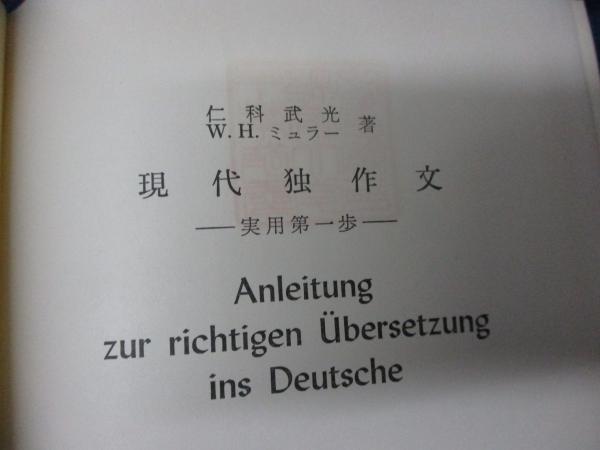 仁科武光
W. H. ミュラー 著
現代独作文
——実用第一歩——
Anleitung
zur richtigen Übersetzung
ins Deutsche